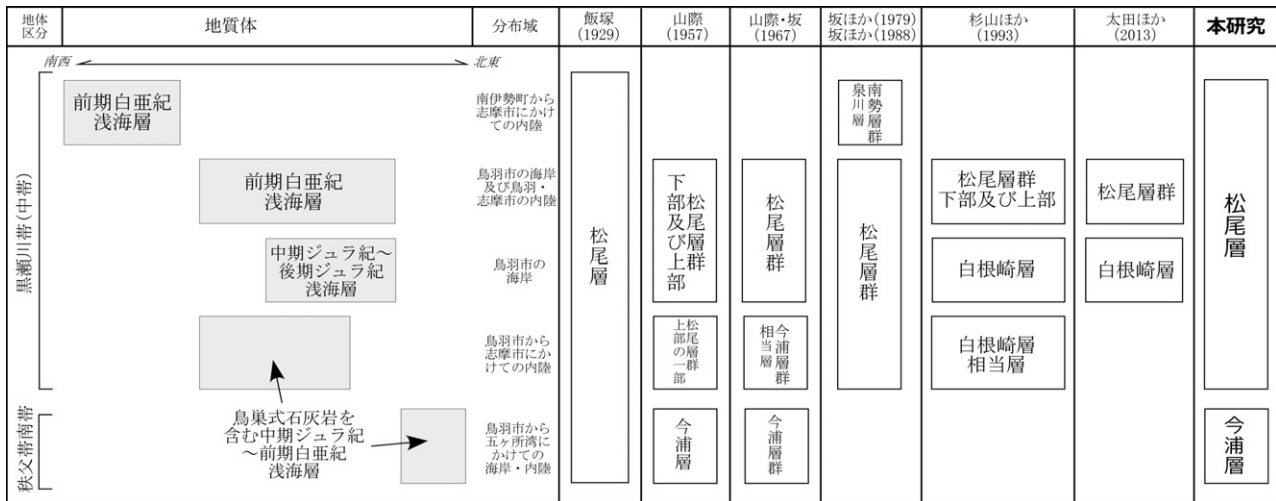 地体
区分
地質体
分布域
飯塚
(1929)
山際
(1957)
山際・坂
(1967)
坂ほか(1979)
坂ほか(1988)
杉山ほか
(1993)
太田ほか
(2013)
本研究
南西
北東
黒瀬川帯(中帯)
秩父帯南帯
前期白亜紀
浅海層
前期白亜紀
浅海層
中期ジュラ紀～
後期ジュラ紀
浅海層
鳥巣式石灰岩を
含む中期ジュラ紀
～前期白亜紀
浅海層
南伊勢町から
志摩市にかけ
ての内陸
鳥羽市の海岸
及び鳥羽・
志摩市の内陸
鳥羽市の
海岸
鳥羽市から
志摩市にか
けての内陸
鳥羽市から
五ヶ所湾に
かけての
海岸・内陸
松尾層
松尾層群
下部及び上部
松尾層群
上部の一部
今浦層
松尾層群
今浦層群
相当層
今浦層群
南勢層群
泉川層
松尾層群
松尾層群
下部及び上部
白根崎層
白根崎層
相当層
松尾層群
白根崎層
松尾層
今浦層